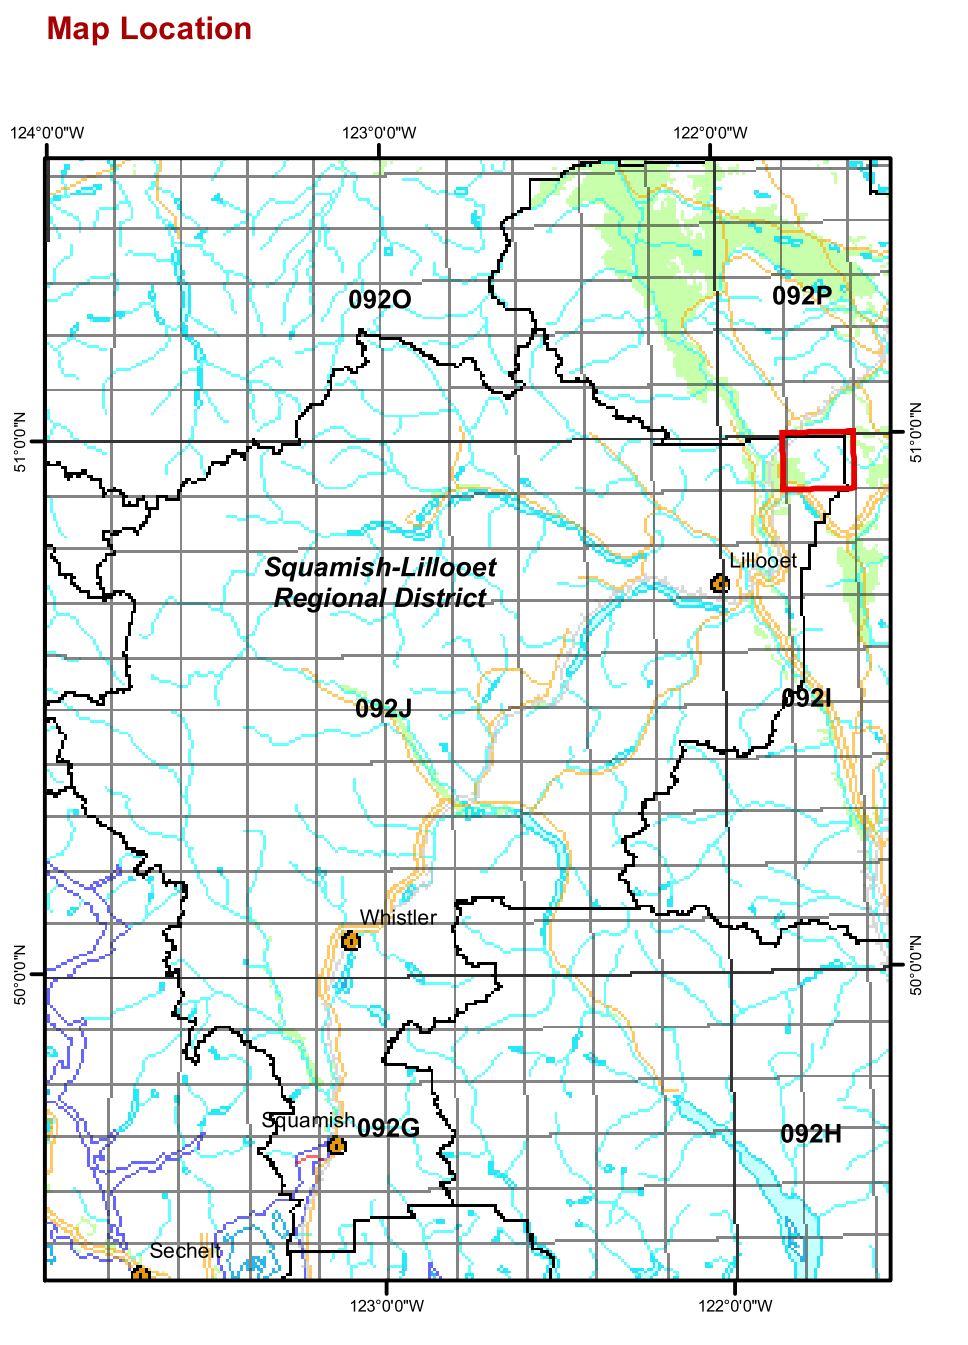 Map Location
124°0'0"W
123°0'0"W
122°0'0"W
092O
092P
51°0'0"N
51°0'0"N
Lillooet
Squamish-Lillooet
Regional District
092J
092I
Whistler
50°0'0"N
50°0'0"N
Squamish
092G
092H
Sechelt
123°0'0"W
122°0'0"W